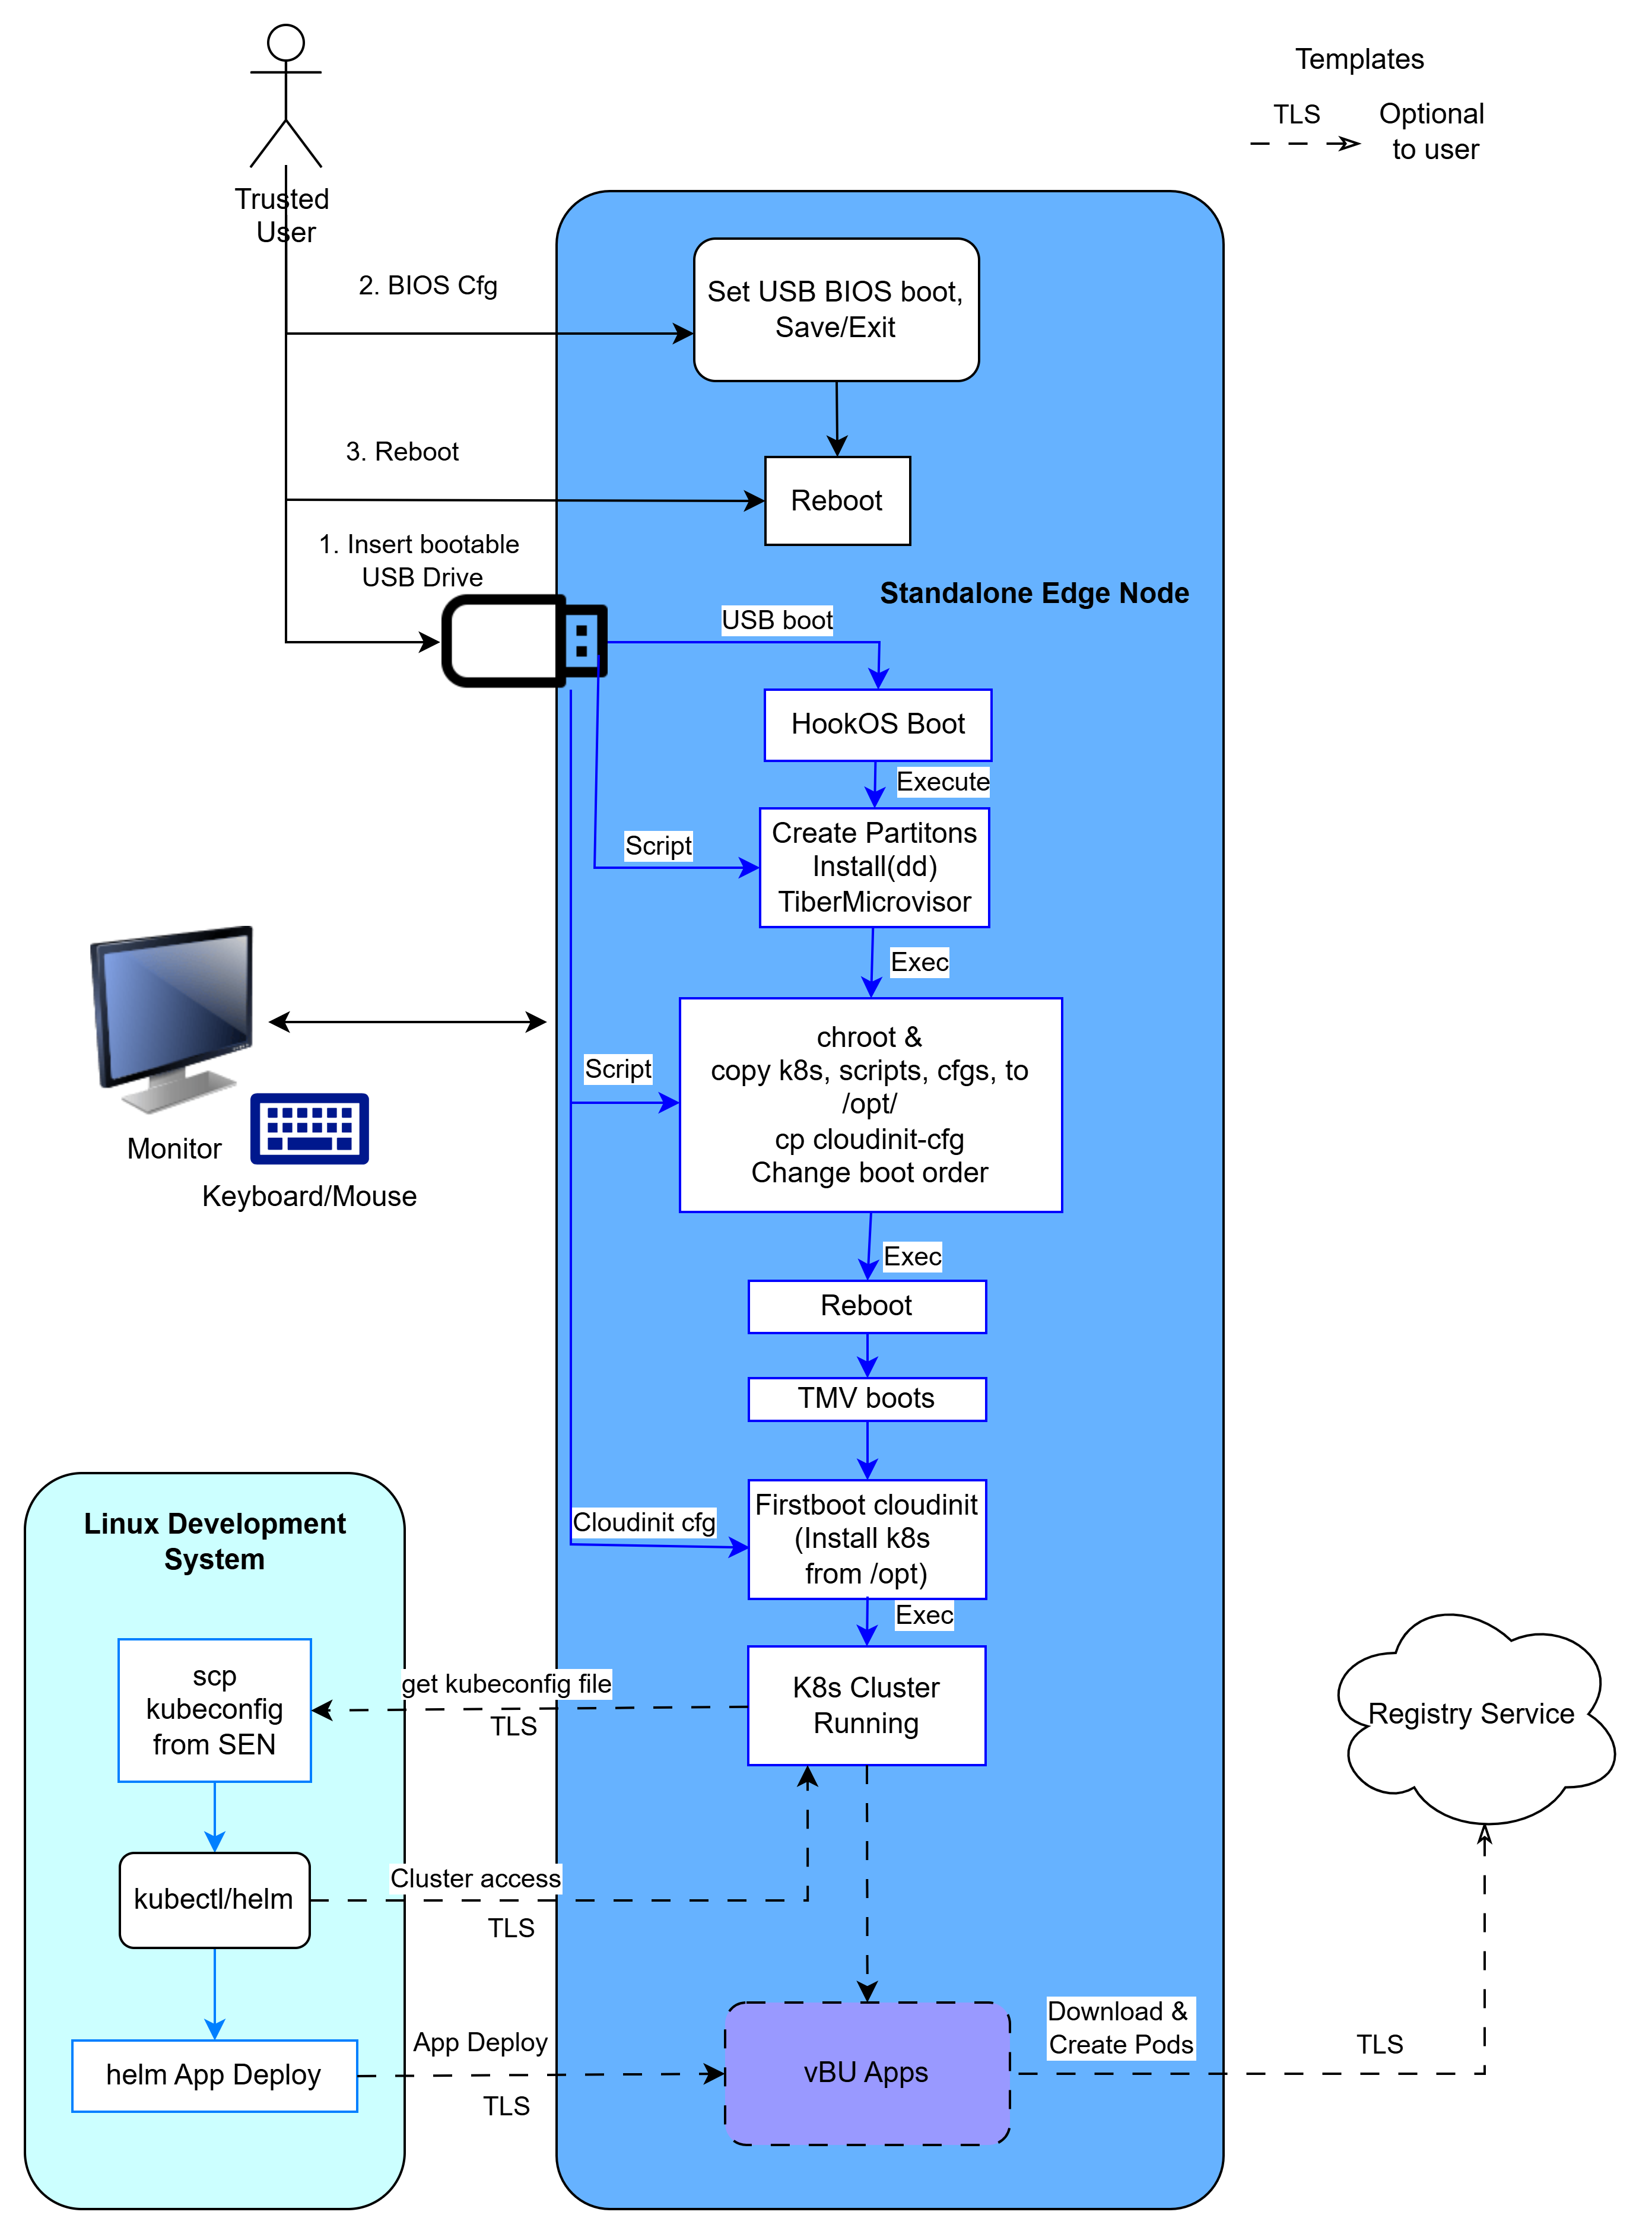 Templates
TLS
Optional
to user
Trusted
User
2. BIOS Cfg
Set USB BIOS boot,
Save/Exit
3. Reboot
Reboot
1. Insert bootable
USB Drive
Standalone Edge Node
USB boot
HookOS Boot
Execute
Create Partitons
Install(dd)
TiberMicrovisor
Script
Exec
chroot &
copy k8s, scripts, cfgs, to
/opt/
cp cloudinit-cfg
Change boot order
Script
Monitor
Keyboard/Mouse
Exec
Reboot
TMV boots
Firstboot cloudinit
(Install k8s
from /opt)
Cloudinit cfg
Exec
Linux Development
System
scp
kubeconfig
from SEN
get kubeconfig file
TLS
K8s Cluster
Running
Registry Service
kubectl/helm
Cluster access
TLS
helm App Deploy
App Deploy
TLS
vBU Apps
Download &
Create Pods
TLS